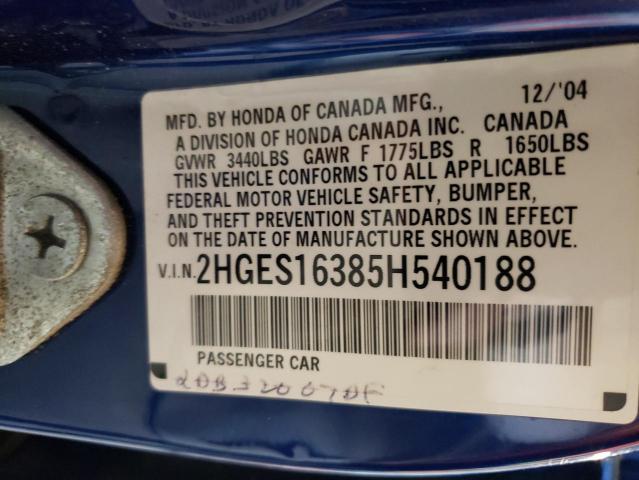 MFD. BY HONDA OF CANADA MFG., 12/'04
A DIVISION OF HONDA CANADA INC. CANADA
GVWR 3440LBS GAWR F 1775LBS R 1650LBS
THIS VEHICLE CONFORMS TO ALL APPLICABLE
FEDERAL MOTOR VEHICLE SAFETY, BUMPER,
AND THEFT PREVENTION STANDARDS IN EFFECT
ON THE DATE OF MANUFACTURE SHOWN ABOVE.
V.I.N. 2HGES16385H540188
PASSENGER CAR